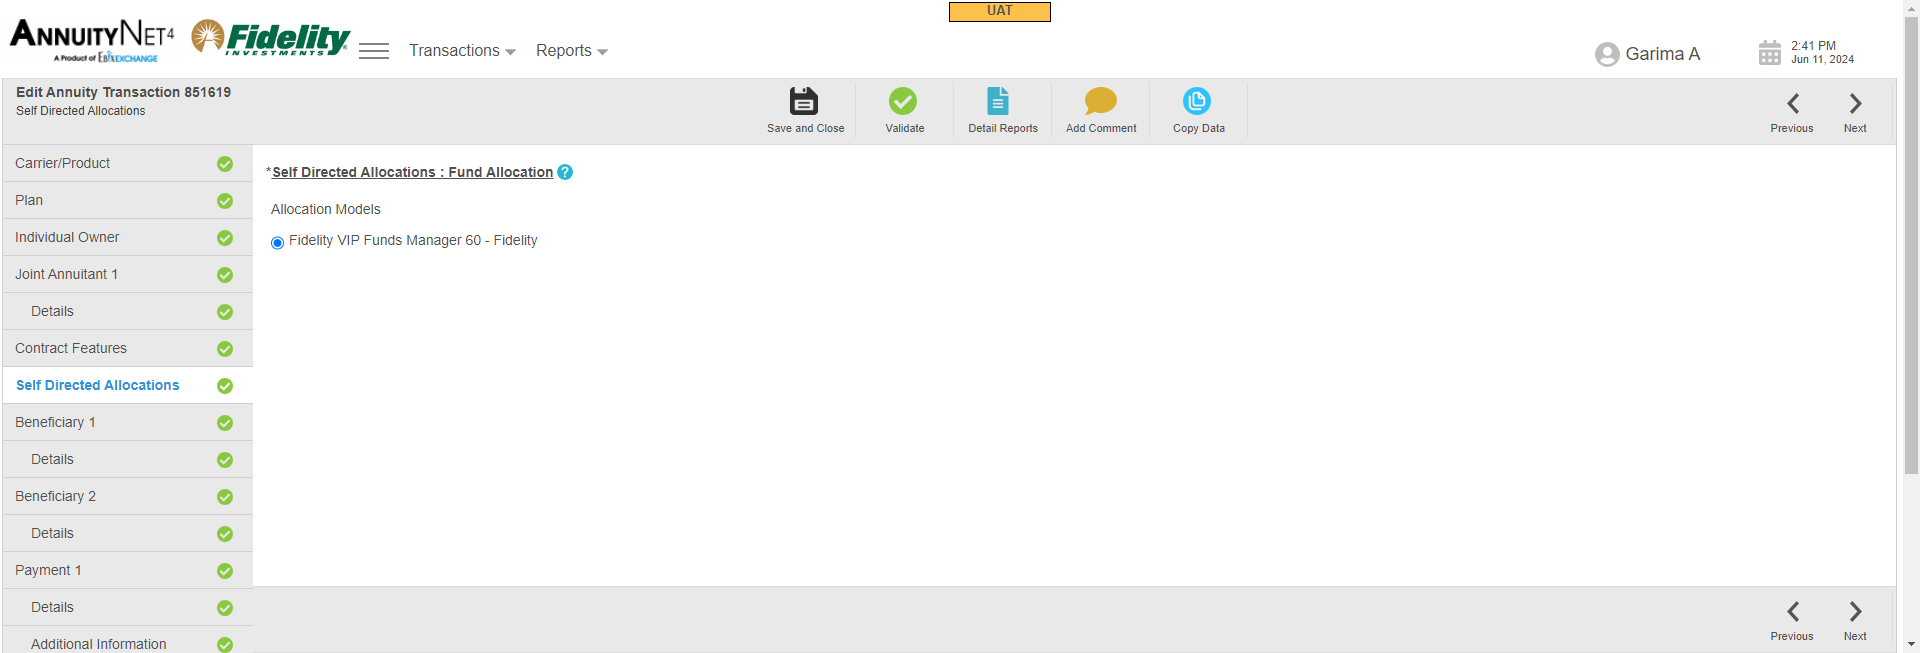 UAT
ANNUITYNET4
A Product of EbixEXCHANGE
Fidelity
INVESTMENTS®
Transactions
Reports
Garima A
2:41 PM
Jun 11, 2024
Edit Annuity Transaction 851619
Self Directed Allocations
Save and Close
Validate
Detail Reports
Add Comment
Copy Data
Previous
Next
Carrier/Product
Plan
Individual Owner
Joint Annuitant 1
Details
Contract Features
Self Directed Allocations
Beneficiary 1
Details
Beneficiary 2
Details
Payment 1
Details
Additional Information
*Self Directed Allocations : Fund Allocation ?
Allocation Models
Fidelity VIP Funds Manager 60 - Fidelity
Previous
Next